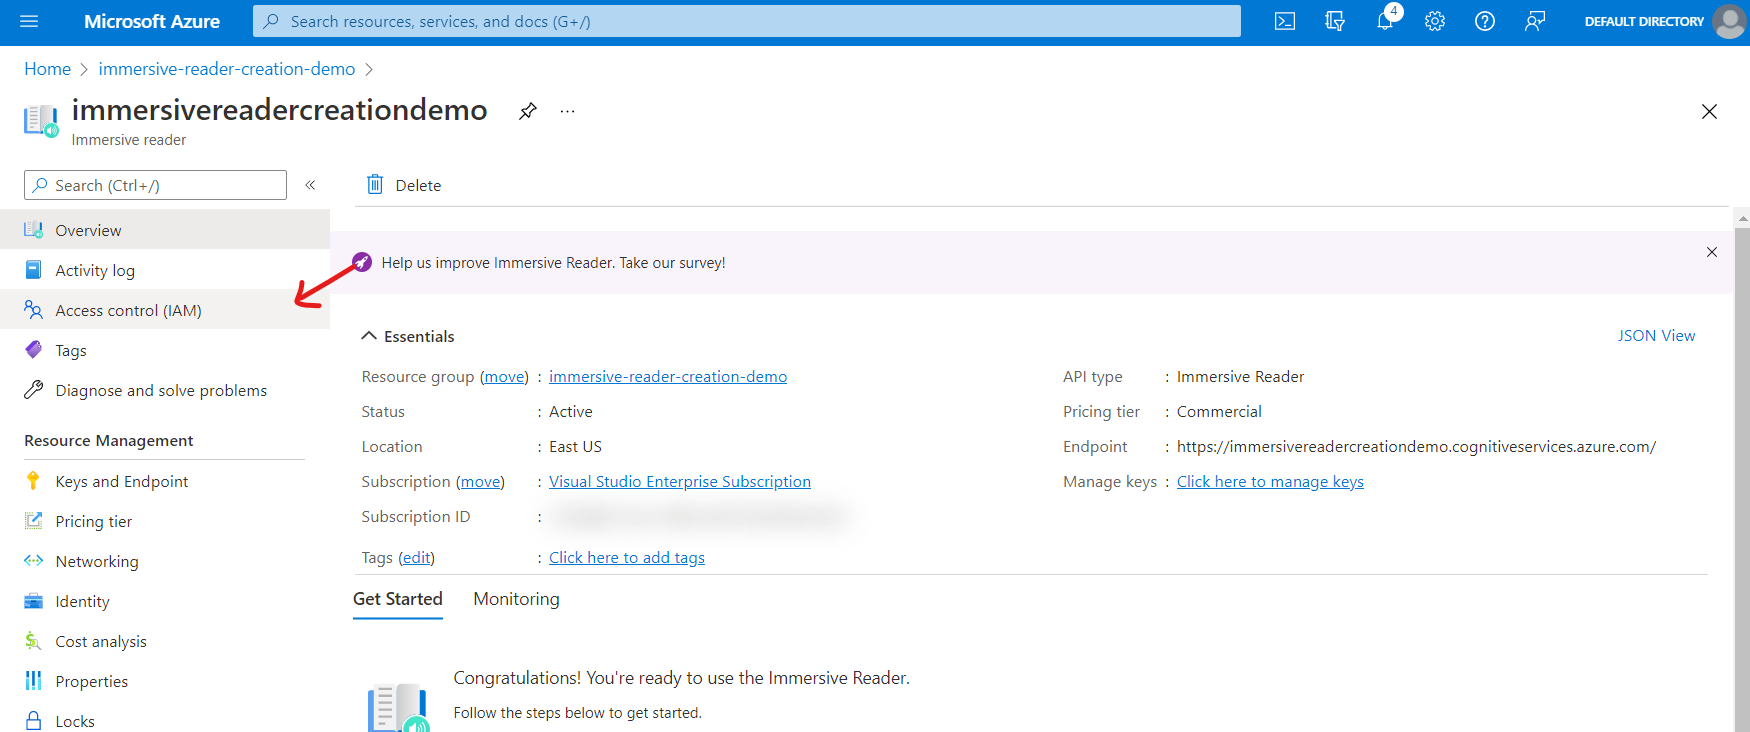 Microsoft Azure
Search resources, services, and docs (G+/)
4
DEFAULT DIRECTORY
Home > immersive-reader-creation-demo >
immersivereadercreationdemo
Immersive reader
Search (Ctrl+/)
«
Delete
Overview
Activity log
Access control (IAM)
Tags
Diagnose and solve problems
Resource Management
Keys and Endpoint
Pricing tier
Networking
Identity
Cost analysis
Properties
Locks
Help us improve Immersive Reader. Take our survey!
Essentials
JSON View
Resource group (move) : immersive-reader-creation-demo
Status : Active
Location : East US
Subscription (move) : Visual Studio Enterprise Subscription
Subscription ID :
Tags (edit) : Click here to add tags
API type : Immersive Reader
Pricing tier : Commercial
Endpoint : https://immersivereadercreationdemo.cognitiveservices.azure.com/
Manage keys : Click here to manage keys
Get Started
Monitoring
Congratulations! You're ready to use the Immersive Reader.
Follow the steps below to get started.